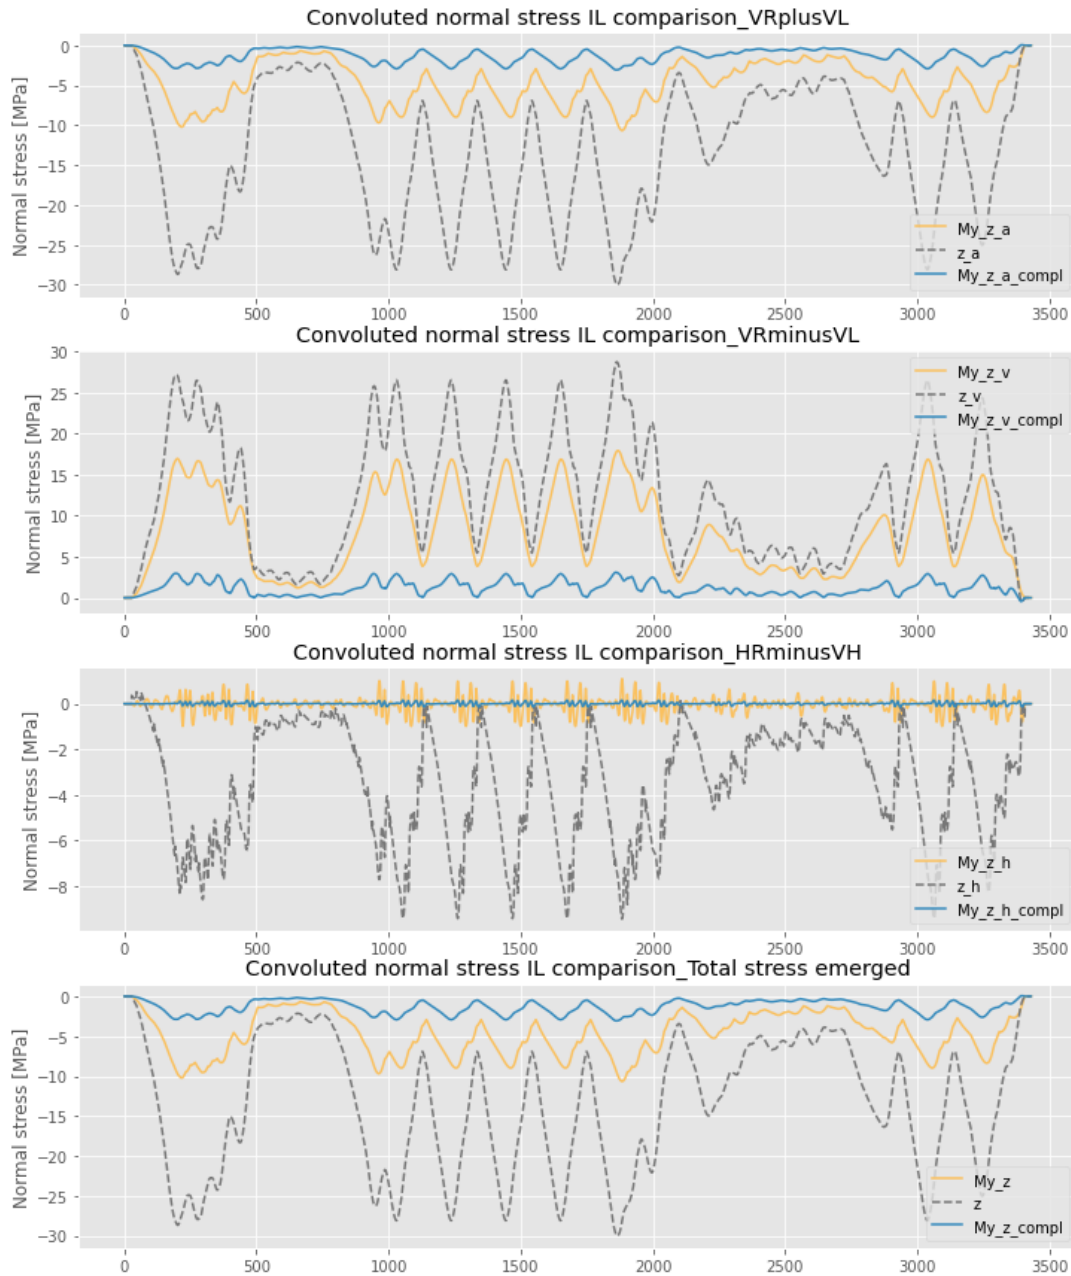 Convoluted normal stress IL comparison_VRplusVL
Normal stress [MPa]
0
−5
−10
−15
−20
−25
−30
My_z_a
z_a
My_z_a_compl
0 500 1000 1500 2000 2500 3000 3500
Convoluted normal stress IL comparison_VRminusVL
Normal stress [MPa]
30
25
20
15
10
5
0
My_z_v
z_v
My_z_v_compl
0 500 1000 1500 2000 2500 3000 3500
Convoluted normal stress IL comparison_HRminusVH
Normal stress [MPa]
0
−2
−4
−6
−8
My_z_h
z_h
My_z_h_compl
0 500 1000 1500 2000 2500 3000 3500
Convoluted normal stress IL comparison_Total stress emerged
Normal stress [MPa]
0
−5
−10
−15
−20
−25
−30
My_z
z
My_z_compl
0 500 1000 1500 2000 2500 3000 3500